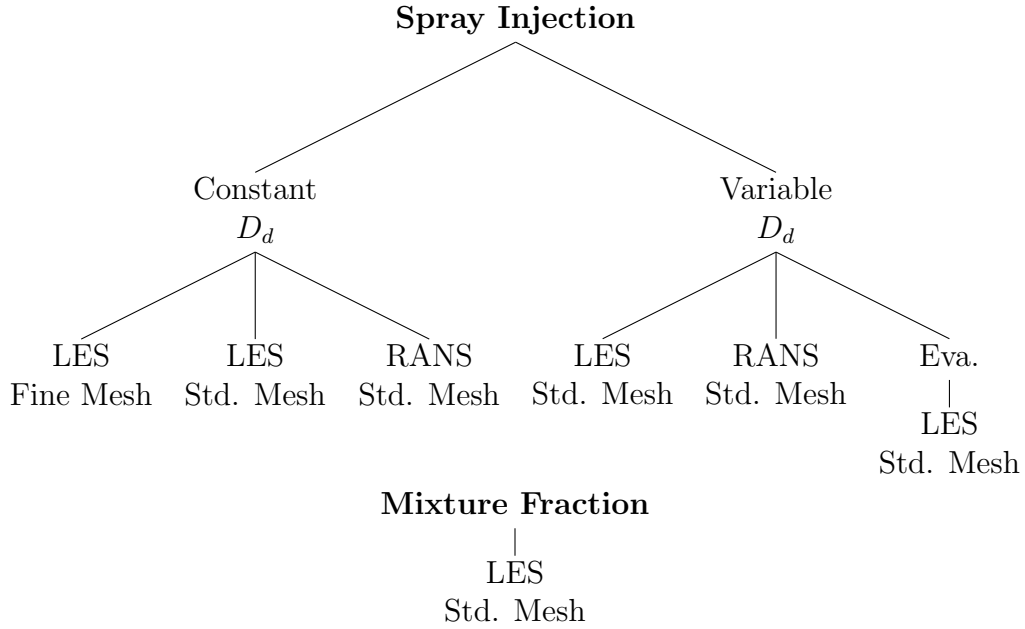 Spray Injection
Constant
D_d
Variable
D_d
LES
Fine Mesh
LES
Std. Mesh
RANS
Std. Mesh
LES
Std. Mesh
RANS
Std. Mesh
Eva.
LES
Std. Mesh
Mixture Fraction
LES
Std. Mesh